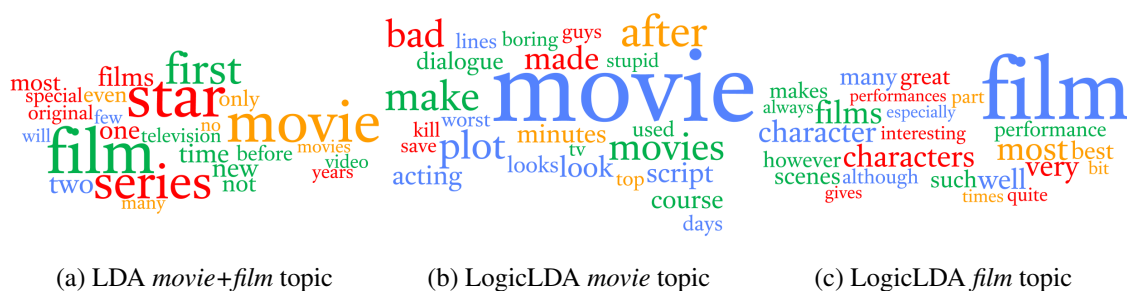 most films first
special even star only
original few
will one television no movie
film time before movies
two series new video
not years
many
bad lines boring guys after
dialogue made stupid
movie
make
worst minutes used
kill
save plot tv movies
looks look script
acting top
course
days
many great film
makes performances part
always films especially
character interesting performance
however characters most best
scenes although such well very bit
gives times quite
(a) LDA movie+film topic
(b) LogicLDA movie topic
(c) LogicLDA film topic